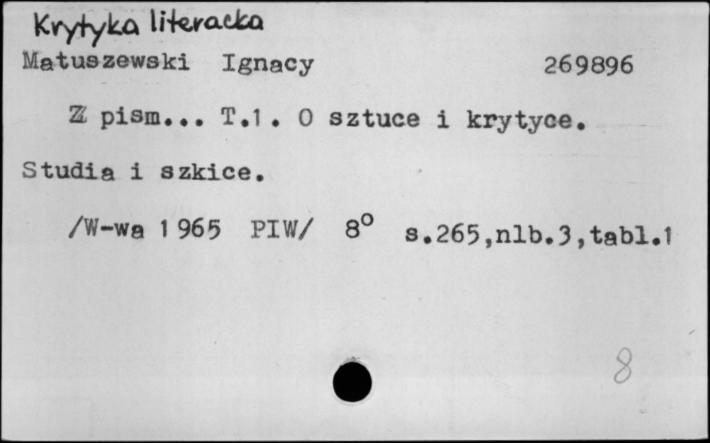 Krytyka literacka
Matuszewski Ignacy 269896
Z pism... T.1. O sztuce i krytyce.
Studia i szkice.
/W-wa 1965 PIW/ 8° s.265,nlb.3,tabl.1
8